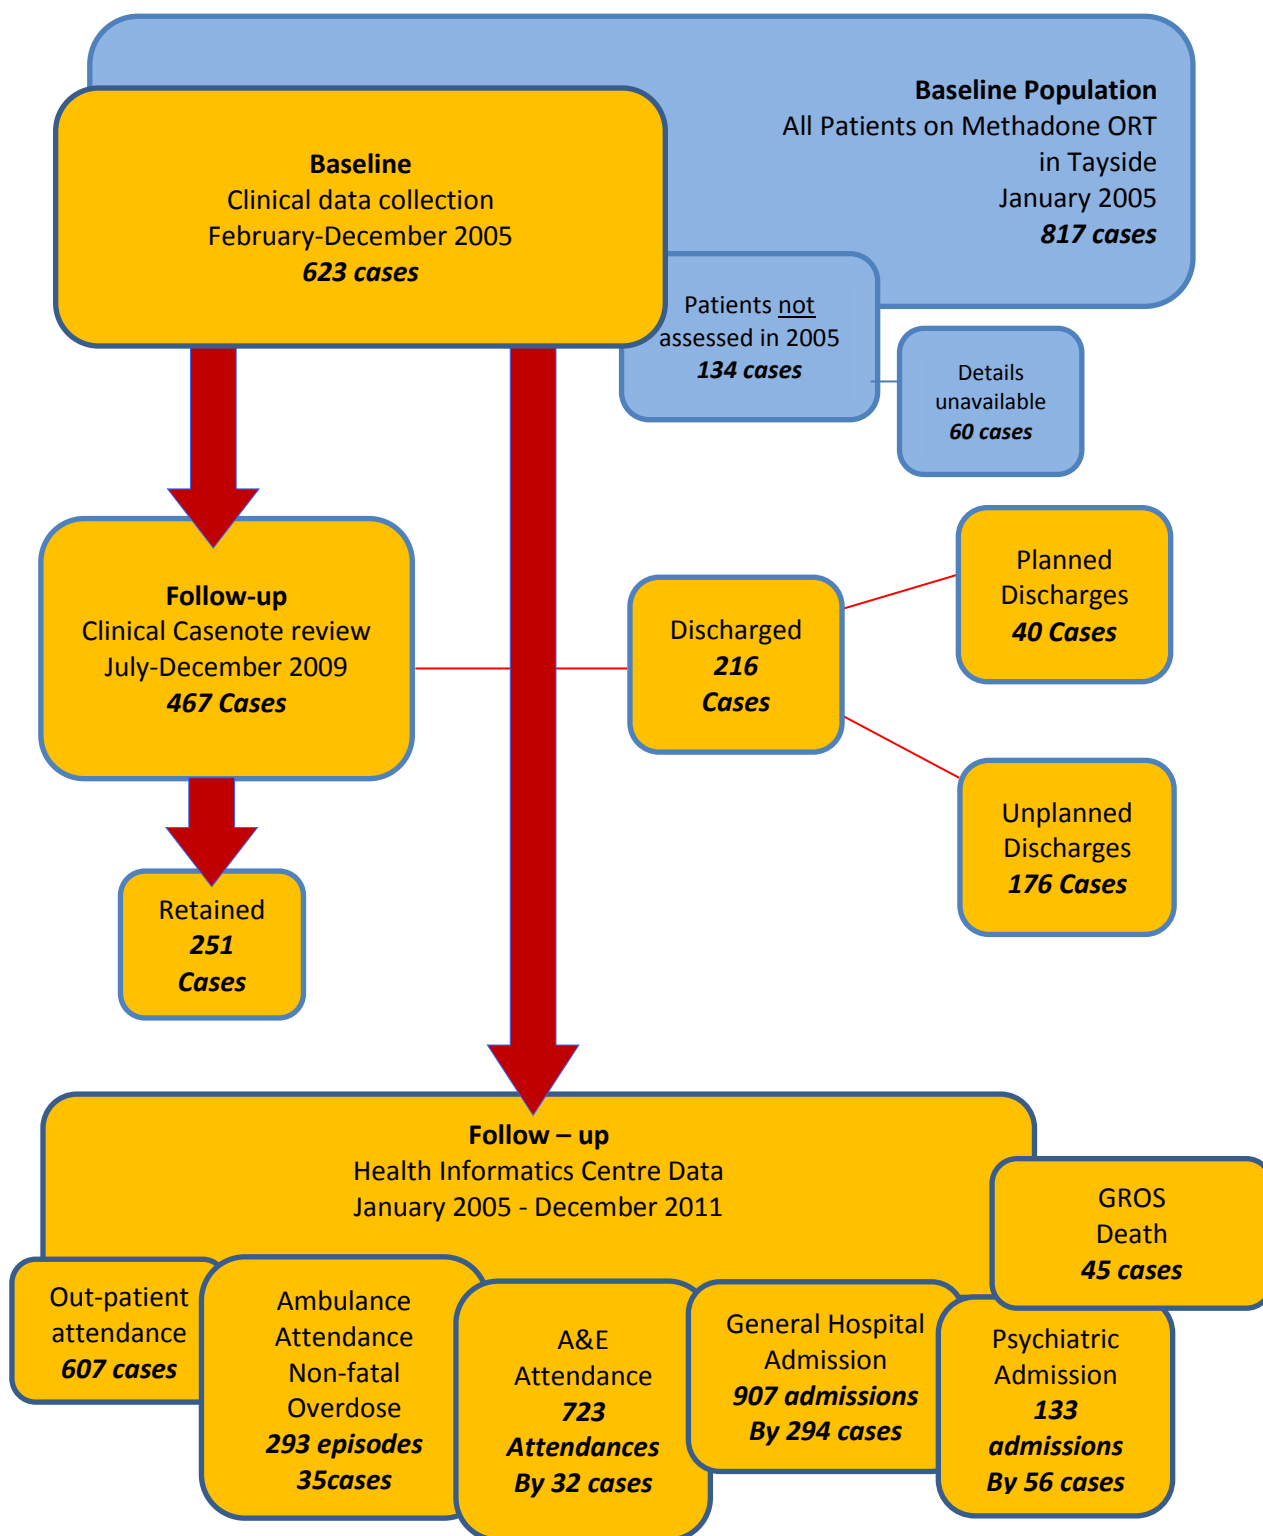 Baseline Population
All Patients on Methadone ORT
in Tayside
January 2005
817 cases
Baseline
Clinical data collection
February-December 2005
623 cases
Patients not
assessed in 2005
134 cases
Details
unavailable
60 cases
Follow-up
Clinical Casenote review
July-December 2009
467 Cases
Discharged
216
Cases
Planned
Discharges
40 Cases
Unplanned
Discharges
176 Cases
Retained
251
Cases
Follow – up
Health Informatics Centre Data
January 2005 - December 2011
GROS
Death
45 cases
Out-patient
attendance
607 cases
Ambulance
Attendance
Non-fatal
Overdose
293 episodes
35cases
A&E
Attendance
723
Attendances
By 32 cases
General Hospital
Admission
907 admissions
By 294 cases
Psychiatric
Admission
133
admissions
By 56 cases